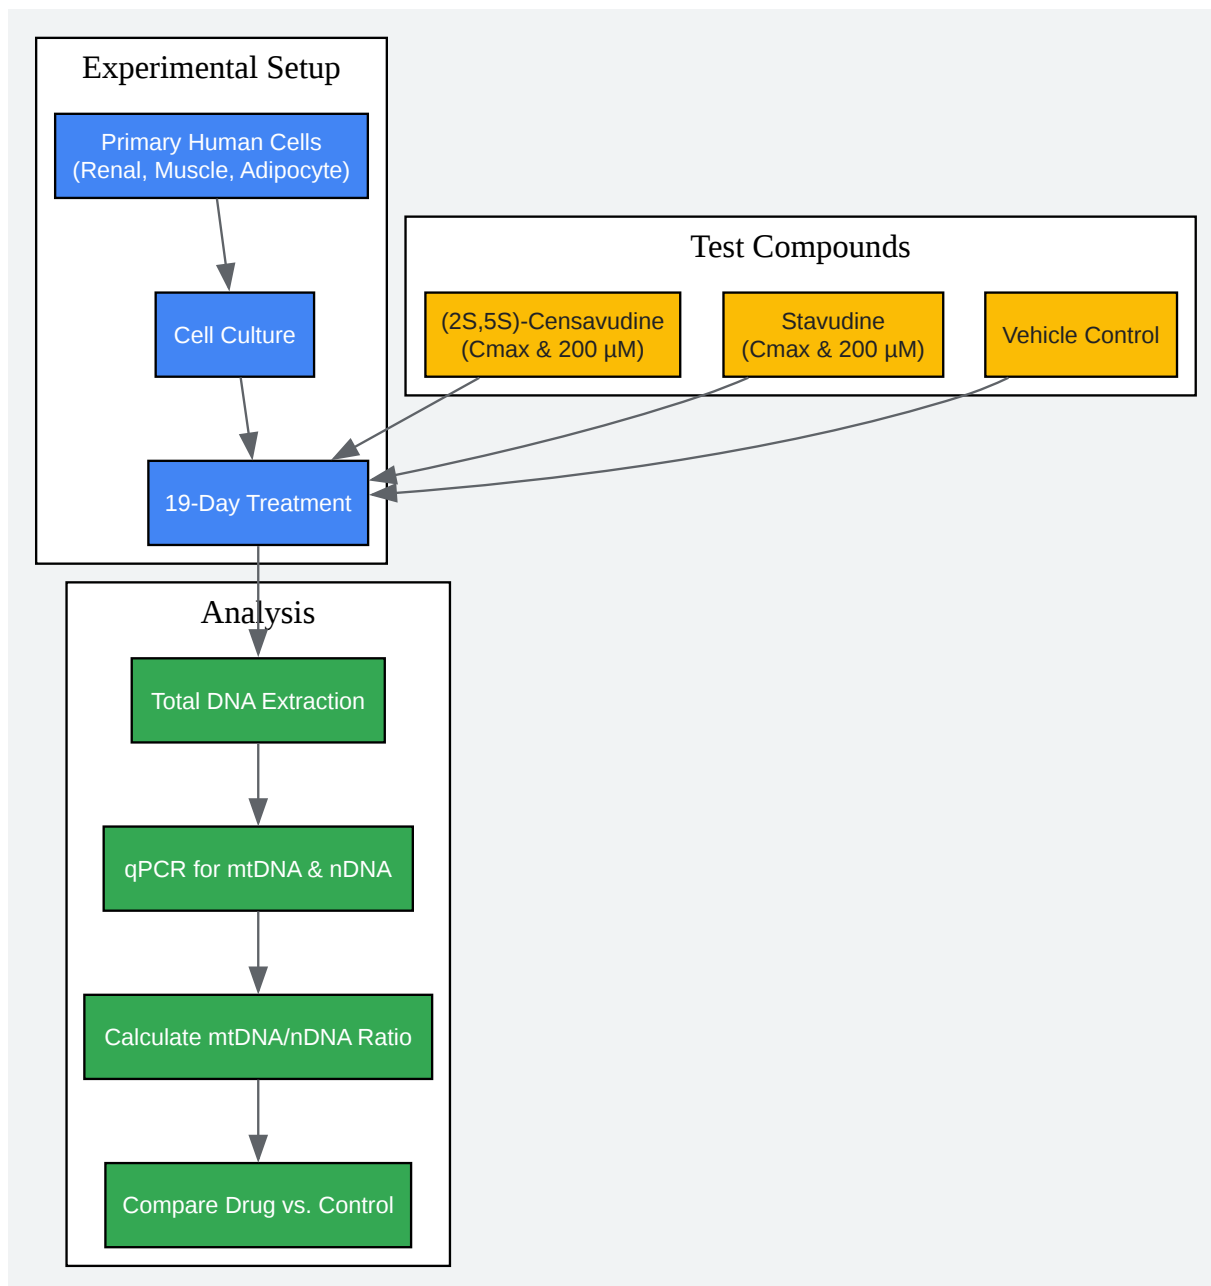 Experimental Setup
Primary Human Cells
(Renal, Muscle, Adipocyte)
Cell Culture
19-Day Treatment
Test Compounds
(2S,5S)-Censavudine
(Cmax & 200 µM)
Stavudine
(Cmax & 200 µM)
Vehicle Control
Analysis
Total DNA Extraction
qPCR for mtDNA & nDNA
Calculate mtDNA/nDNA Ratio
Compare Drug vs. Control